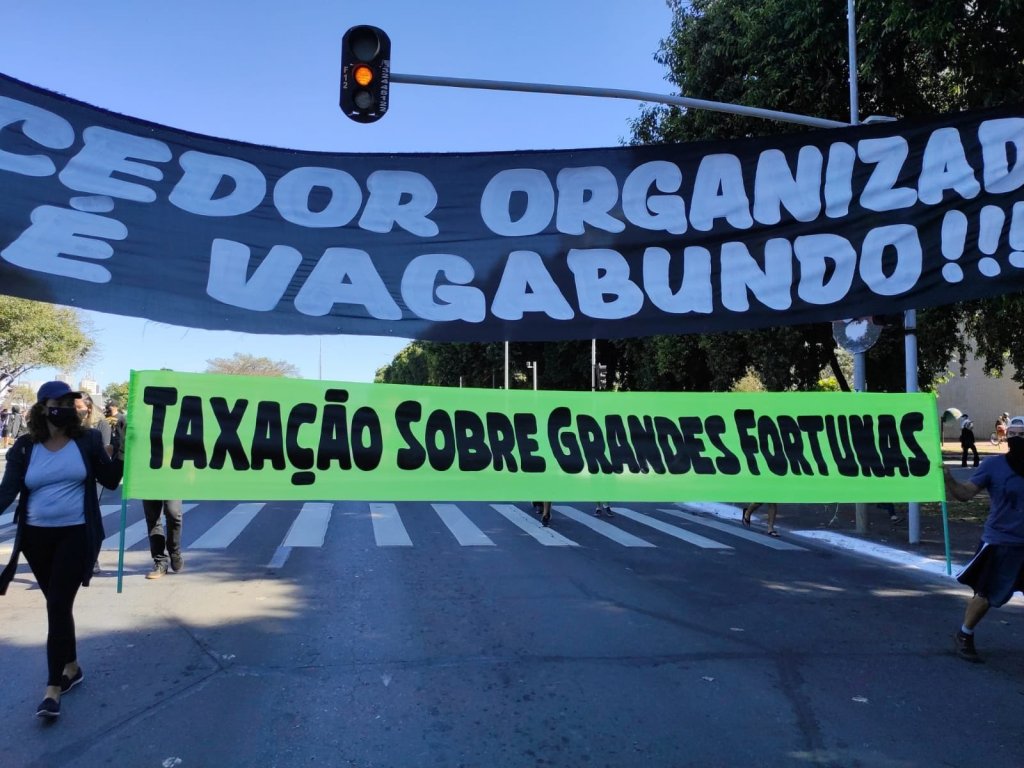 CEDOR ORGANIZAD
É VAGABUNDO!!!
TAXAÇÃO SOBRE GRANDES FORTUNAS